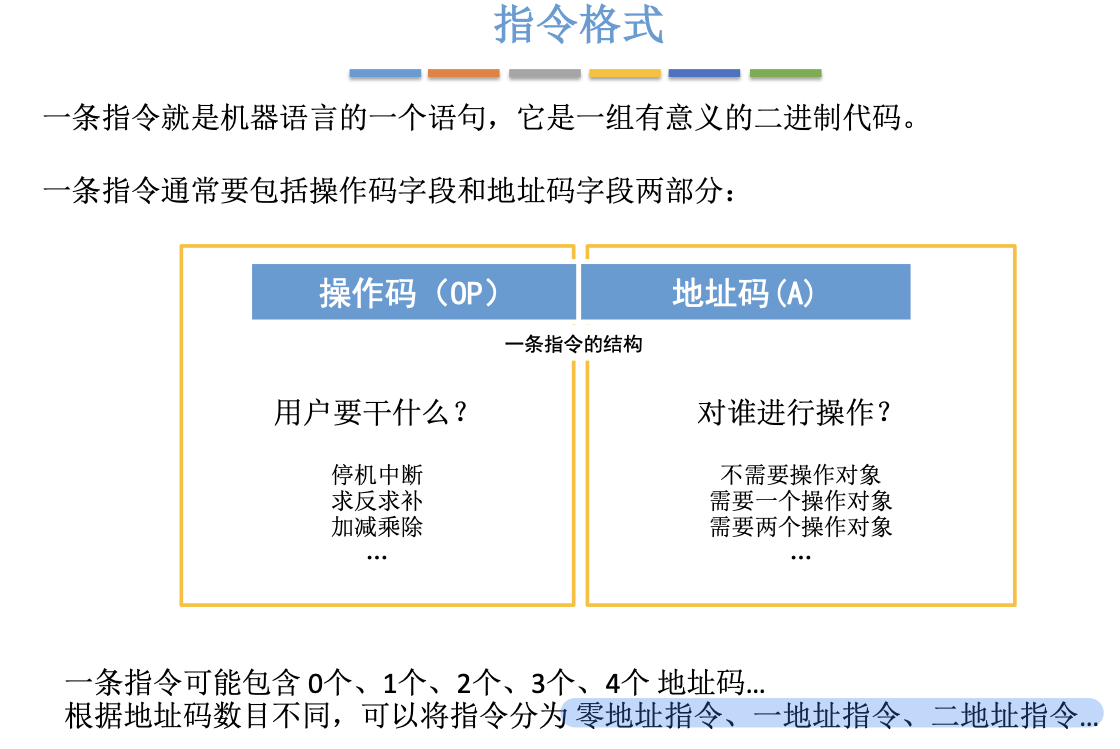 指令格式
一条指令就是机器语言的一个语句，它是一组有意义的二进制代码。
一条指令通常要包括操作码字段和地址码字段两部分：
操作码（OP）
地址码(A)
一条指令的结构
用户要干什么？
停机中断
求反求补
加减乘除
...
对谁进行操作？
不需要操作对象
需要一个操作对象
需要两个操作对象
...
一条指令可能包含 0个、1个、2个、3个、4个 地址码...
根据地址码数目不同，可以将指令分为 零地址指令、一地址指令、二地址指令...